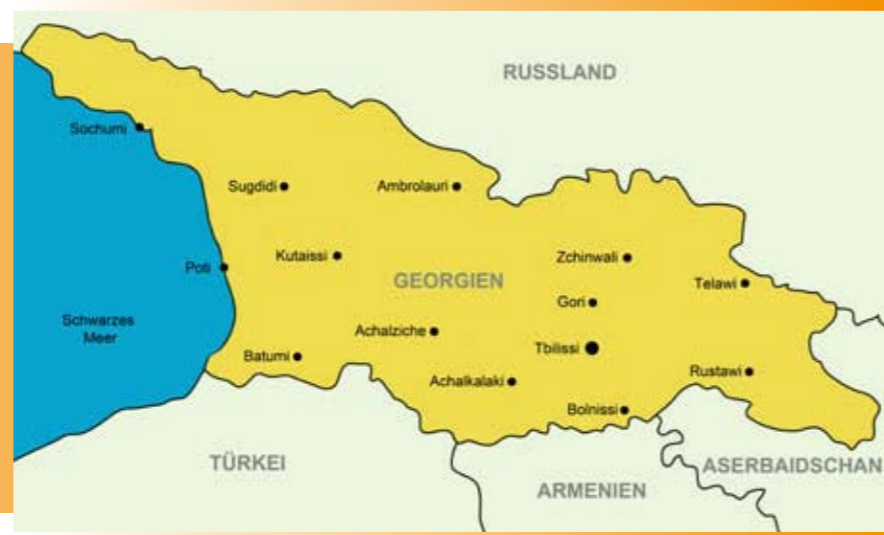 RUSSLAND
Sochumi
Sugdidi
Ambrolauri
Kutaissi
Zchinwali
Poti
GEORGIEN
Telawi
Gori
Schwarzes
Meer
Achalziche
Tbilissi
Batumi
Rustawi
Achalkalaki
Bolnissi
TÜRKEI
ASERBAIDSCHAN
ARMENIEN